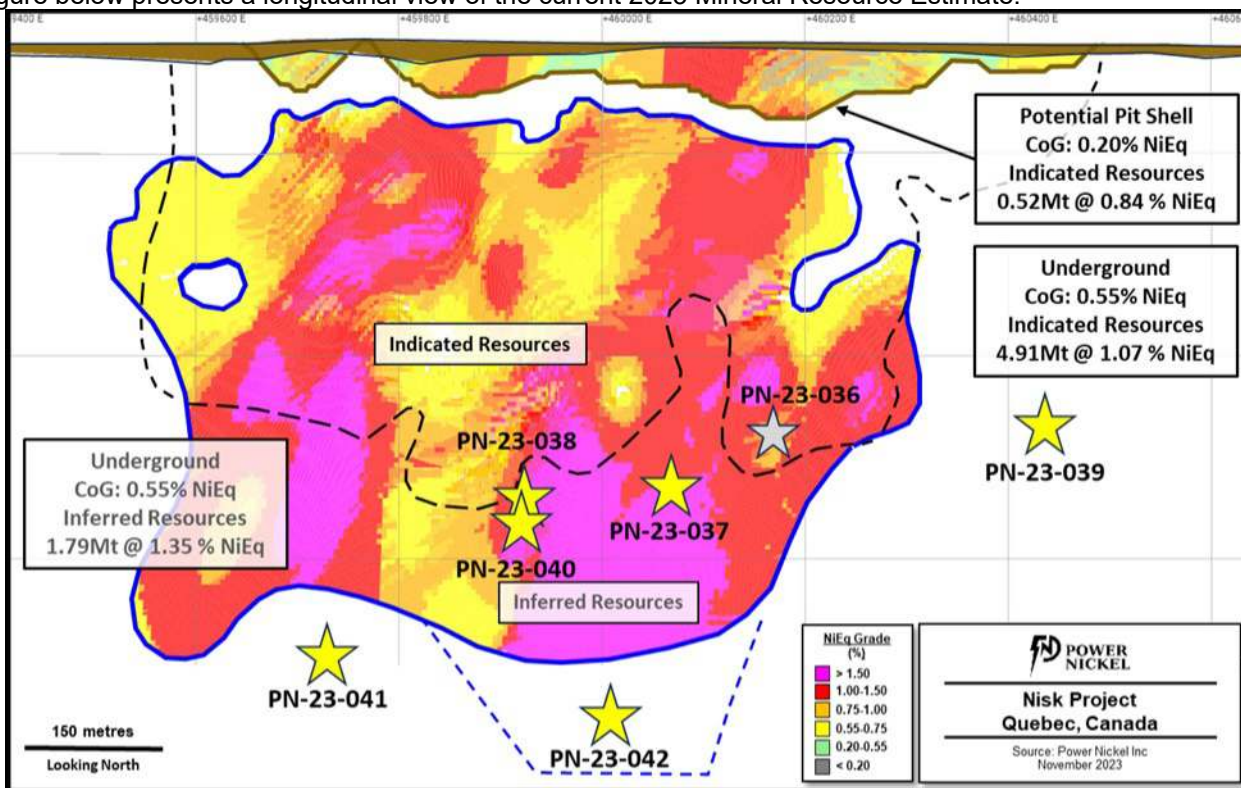 figure below presents a longitudinal view of the current 2023 Mineral Resource Estimate.
+459600 E
+459800 E
+460000 E
+460200 E
+460400 E
Potential Pit Shell
CoG: 0.20% NiEq
Indicated Resources
0.52Mt @ 0.84 % NiEq
Underground
CoG: 0.55% NiEq
Indicated Resources
4.91Mt @ 1.07 % NiEq
Indicated Resources
PN-23-036
PN-23-038
PN-23-039
Underground
CoG: 0.55% NiEq
Inferred Resources
1.79Mt @ 1.35 % NiEq
PN-23-037
PN-23-040
Inferred Resources
PN-23-041
PN-23-042
150 metres
Looking North
NiEq Grade
(%)
> 1.50
1.00-1.50
0.75-1.00
0.55-0.75
0.20-0.55
< 0.20
POWER
NICKEL
Nisk Project
Quebec, Canada
Source: Power Nickel Inc
November 2023